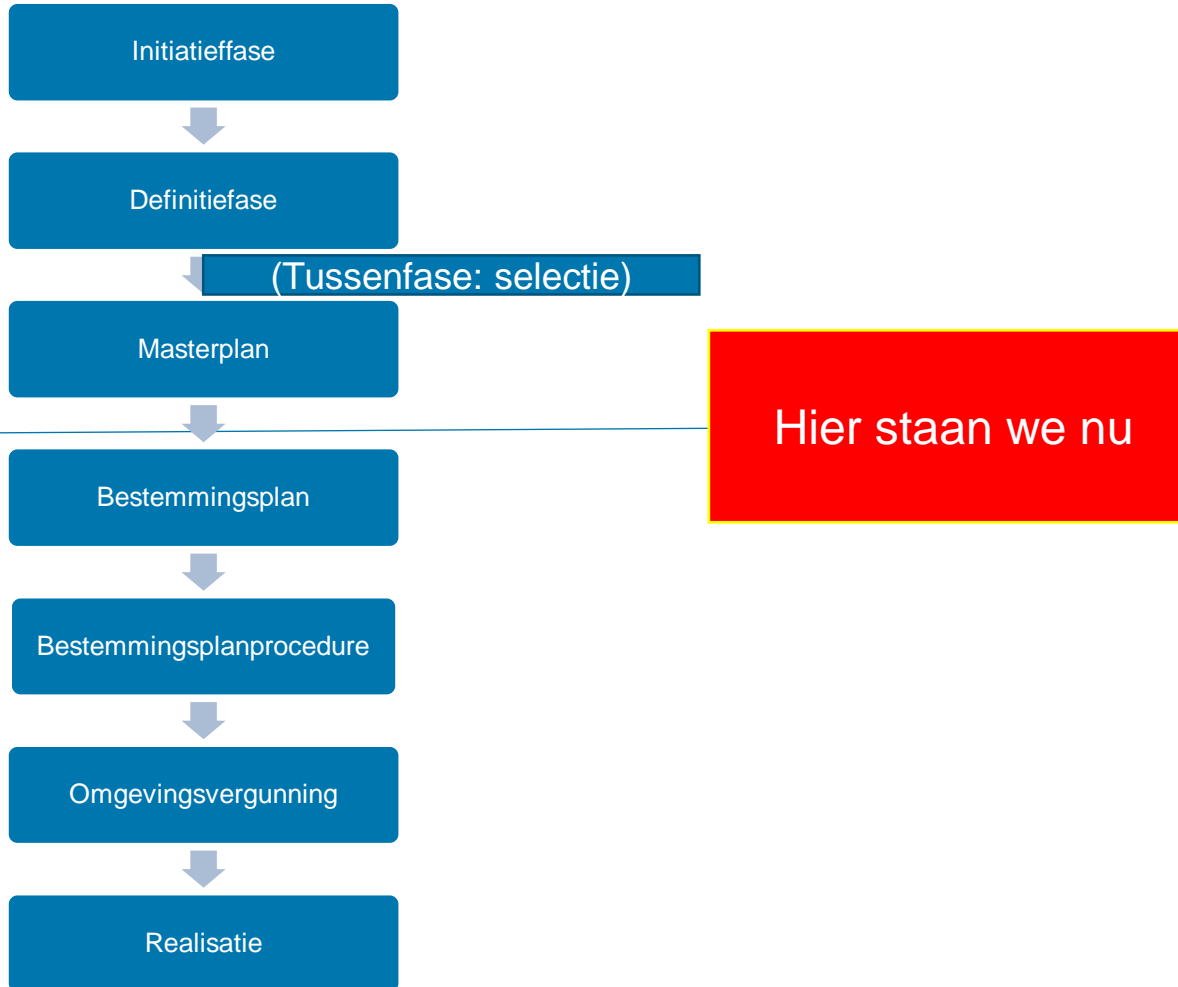 Initiatieffase
Definitiefase
(Tussenfase: selectie)
Masterplan
Hier staan we nu
Bestemmingsplan
Bestemmingsplanprocedure
Omgevingsvergunning
Realisatie